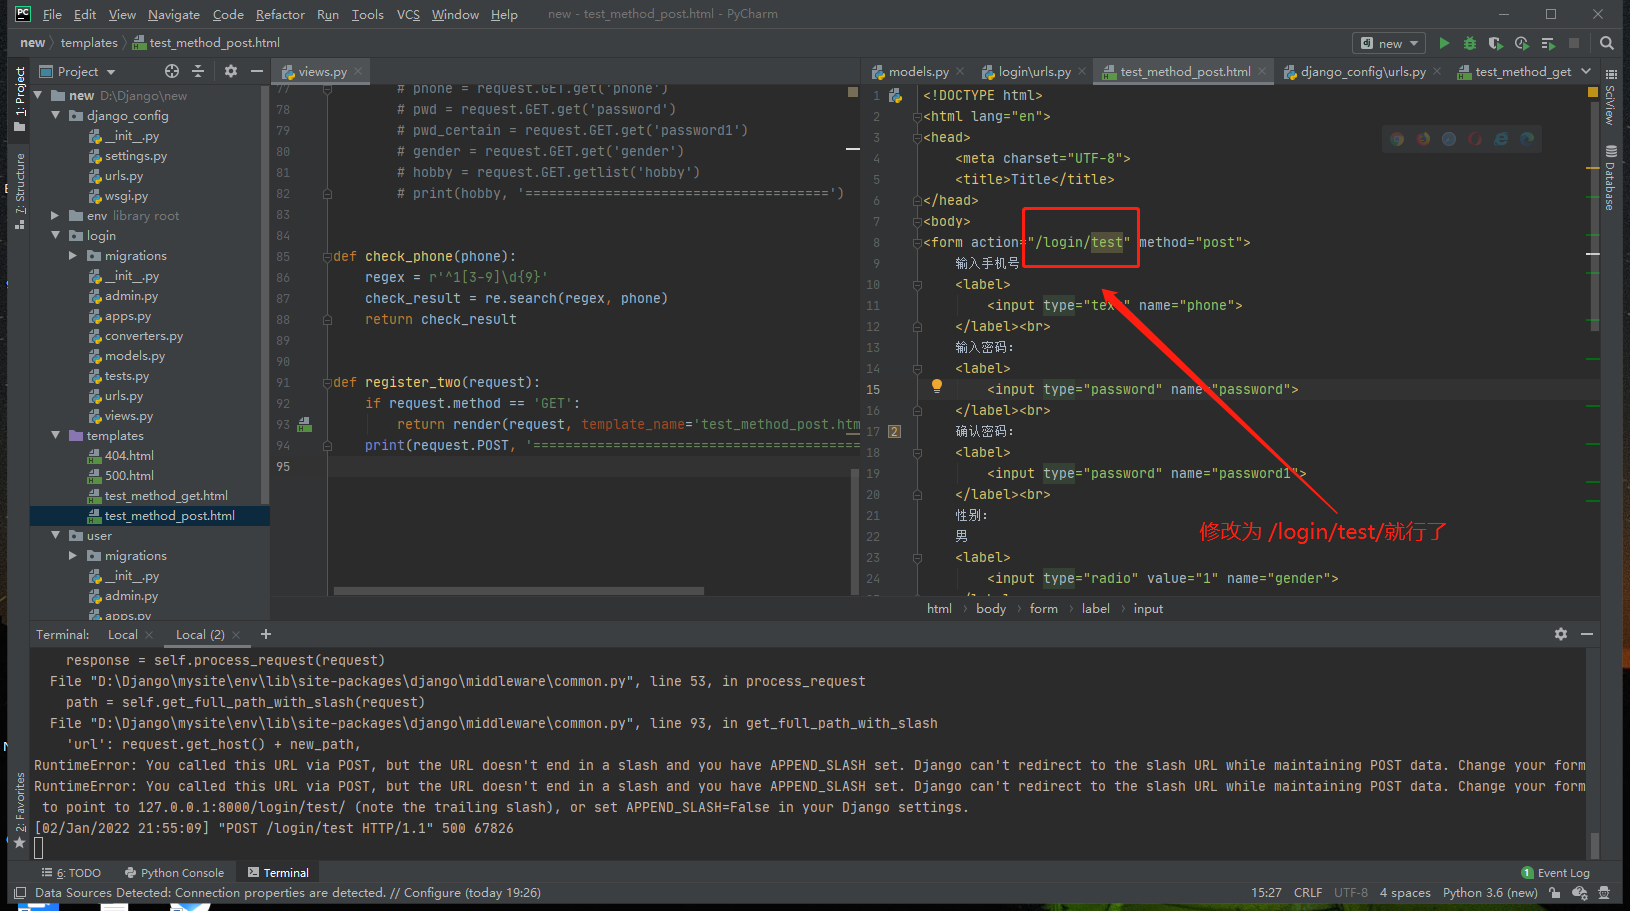 File Edit View Navigate Code Refactor Run Tools VCS Window Help new - test_method_post.html - PyCharm
new templates test_method_post.html
new
1: Project
7: Structure
2: Favorites
Project
new D:\Django\new
django_config
__init__.py
settings.py
urls.py
wsgi.py
env library root
login
migrations
__init__.py
admin.py
apps.py
converters.py
models.py
tests.py
urls.py
views.py
templates
404.html
500.html
test_method_get.html
test_method_post.html
user
migrations
__init__.py
admin.py
apps.py
views.py
77 # phone = request.GET.get('phone')
78 # pwd = request.GET.get('password')
79 # pwd_certain = request.GET.get('password1')
80 # gender = request.GET.get('gender')
81 # hobby = request.GET.getlist('hobby')
82 # print(hobby, '======================================')
83
84
85 def check_phone(phone):
86 regex = r'^1[3-9]\d{9}'
87 check_result = re.search(regex, phone)
88 return check_result
89
90
91 def register_two(request):
92 if request.method == 'GET':
93 return render(request, template_name='test_method_post.htm
94 print(request.POST, '=========================================
95
models.py login\urls.py test_method_post.html django_config\urls.py test_method_get
1 <!DOCTYPE html>
2 <html lang="en">
3 <head>
4 <meta charset="UTF-8">
5 <title>Title</title>
6 </head>
7 <body>
8 <form action="/login/test" method="post">
9 输入手机号
10 <label>
11 <input type="text" name="phone">
12 </label><br>
13 输入密码:
14 <label>
15 <input type="password" name="password">
16 </label><br>
17 确认密码:
18 <label>
19 <input type="password" name="password1">
20 </label><br>
21 性别:
22 男
23 <label>
24 <input type="radio" value="1" name="gender">
修改为 /login/test/就行了
2
html body form label input
SciView
Database
Terminal: Local Local (2) +
response = self.process_request(request)
File "D:\Django\mysite\env\lib\site-packages\django\middleware\common.py", line 53, in process_request
path = self.get_full_path_with_slash(request)
File "D:\Django\mysite\env\lib\site-packages\django\middleware\common.py", line 93, in get_full_path_with_slash
'url': request.get_host() + new_path,
RuntimeError: You called this URL via POST, but the URL doesn't end in a slash and you have APPEND_SLASH set. Django can't redirect to the slash URL while maintaining POST data. Change your form
RuntimeError: You called this URL via POST, but the URL doesn't end in a slash and you have APPEND_SLASH set. Django can't redirect to the slash URL while maintaining POST data. Change your form
to point to 127.0.0.1:8000/login/test/ (note the trailing slash), or set APPEND_SLASH=False in your Django settings.
[02/Jan/2022 21:55:09] "POST /login/test HTTP/1.1" 500 67826
6: TODO Python Console Terminal 1 Event Log
Data Sources Detected: Connection properties are detected. // Configure (today 19:26) 15:27 CRLF UTF-8 4 spaces Python 3.6 (new)